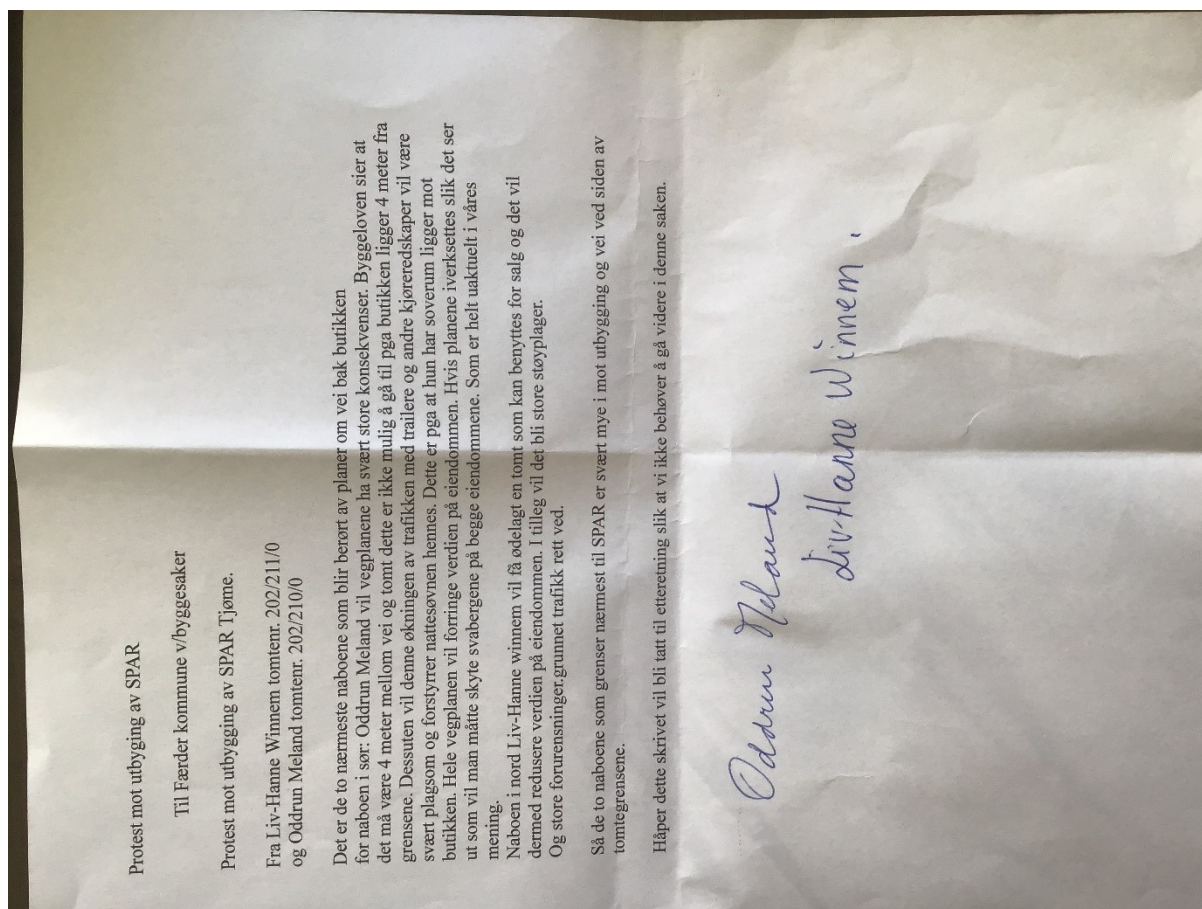 Protest mot utbyging av SPAR
Til Færder kommune v/byggesaker
Protest mot utbygging av SPAR Tjøme.
Fra Liv-Hanne Winnem tomtenr. 202/211/0
og Oddrun Meland tomtenr. 202/210/0
Det er de to nærmeste naboene som blir berørt av planer om vei bak butikken
for naboen i sør: Oddrun Meland vil vegplanene ha svært store konsekvenser. Byggeloven sier at
det må være 4 meter mellom vei og tomt dette er ikke mulig å gå til pga butikken ligger 4 meter fra
grensene. Dessuten vil denne økningen av trafikken med trailere og andre kjøreredskaper vil være
svært plagsom og forstyrrer nattesøvnen hennes. Dette er pga at hun har soverum ligger mot
butikken. Hele vegplanen vil forringe verdien på eiendommen. Hvis planene iverksettes slik det ser
ut som vil man måtte skyte svabergene på begge eiendommene. Som er helt uaktuelt i våres
mening.
Naboen i nord Liv-Hanne winnem vil få ødelagt en tomt som kan benyttes for salg og det vil
dermed redusere verdien på eiendommen. I tilleg vil det bli store støyplager.
Og store forurensninger.grunnet trafikk rett ved.
Så de to naboene som grenser nærmest til SPAR er svært mye i mot utbygging og vei ved siden av
tomtegrensene.
Håper dette skrivet vil bli tatt til etteretning slik at vi ikke behøver å gå videre i denne saken.
Oddrun Meland
Liv-Hanne Winnem.